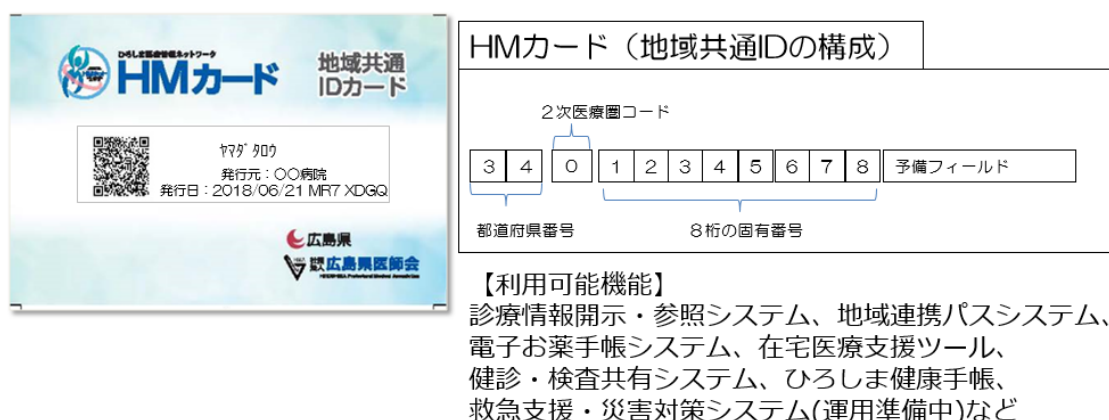 ひろしま医療情報ネットワーク
HMカード
地域共通
IDカード
ﾔﾏﾀﾞ ﾀﾛｳ
発行元：〇〇病院
発行日：2018/06/21 MR7 XDGQ
広島県
広島県医師会
HMカード（地域共通IDの構成）
２次医療圏コード
3 4 0 1 2 3 4 5 6 7 8 予備フィールド
都道府県番号 8桁の固有番号
【利用可能機能】
診療情報開示・参照システム、地域連携パスシステム、
電子お薬手帳システム、在宅医療支援ツール、
健診・検査共有システム、ひろしま健康手帳、
救急支援・災害対策システム(運用準備中)など